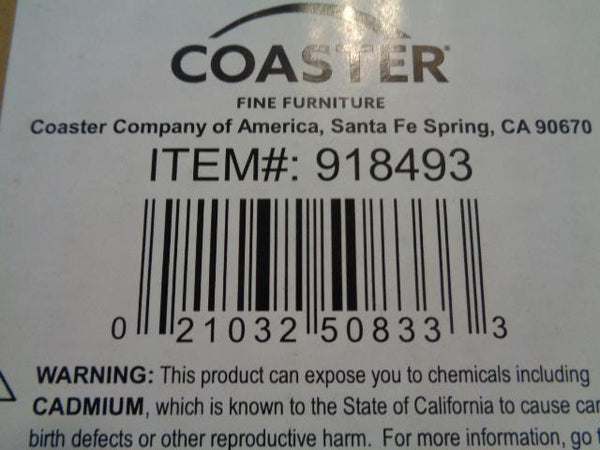 COASTER
FINE FURNITURE
Coaster Company of America, Santa Fe Spring, CA 90670
ITEM#: 918493
0 21032 50833 3
WARNING: This product can expose you to chemicals including
CADMIUM, which is known to the State of California to cause
birth defects or other reproductive harm. For more information, go